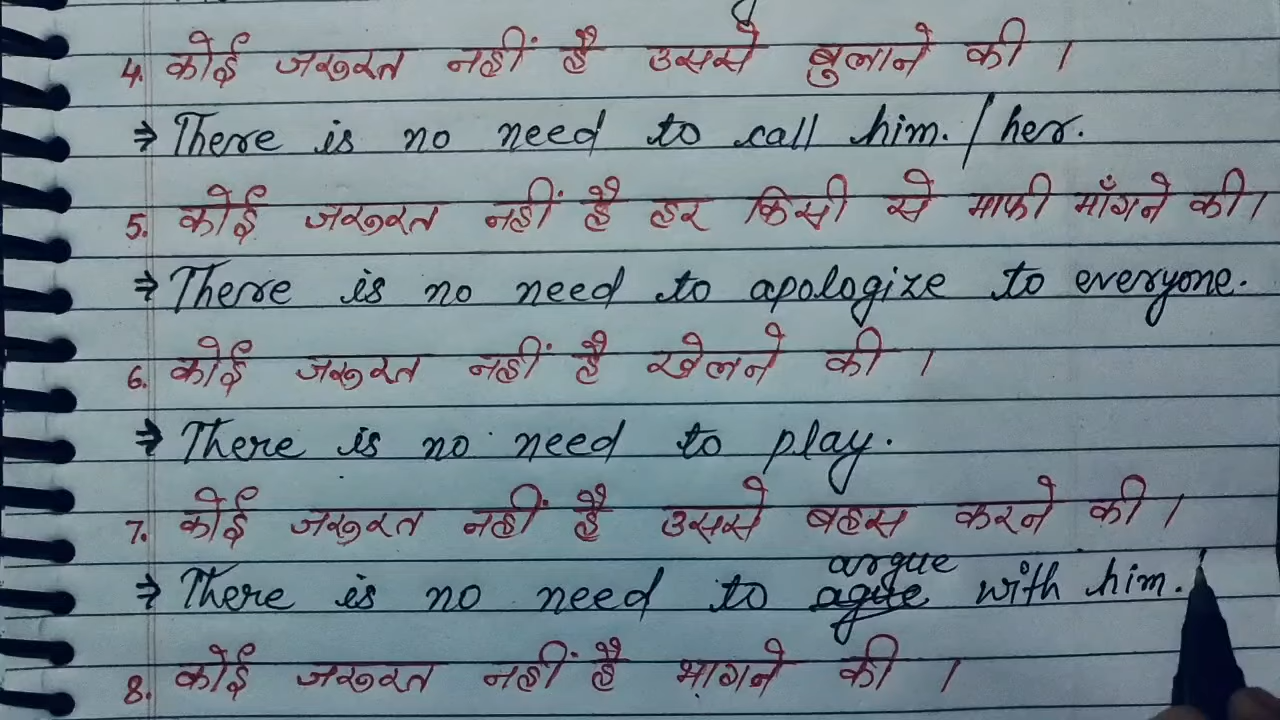 4. कोई जरूरत नहीं है उससे बुलाने की ।
⇒ There is no need to call him. / her.
5. कोई जरूरत नहीं है हर किसी से माफी माँगने की ।
⇒ There is no need to apologize to everyone.
6. कोई जरूरत नहीं है खेलने की ।
⇒ There is no need to play.
7. कोई जरूरत नहीं है उससे बहस करने की ।
argue
⇒ There is no need to with him.
8. कोई जरूरत नहीं है भागने की ।